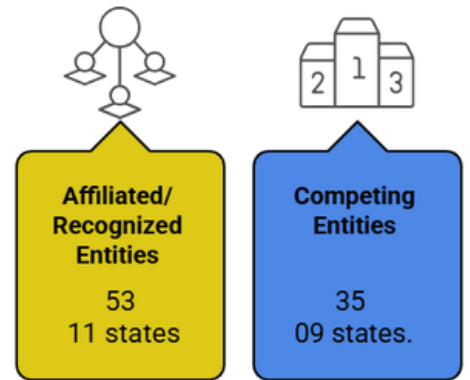 2 1 3
Affiliated/
Recognized
Entities
53
11 states
Competing
Entities
35
09 states.